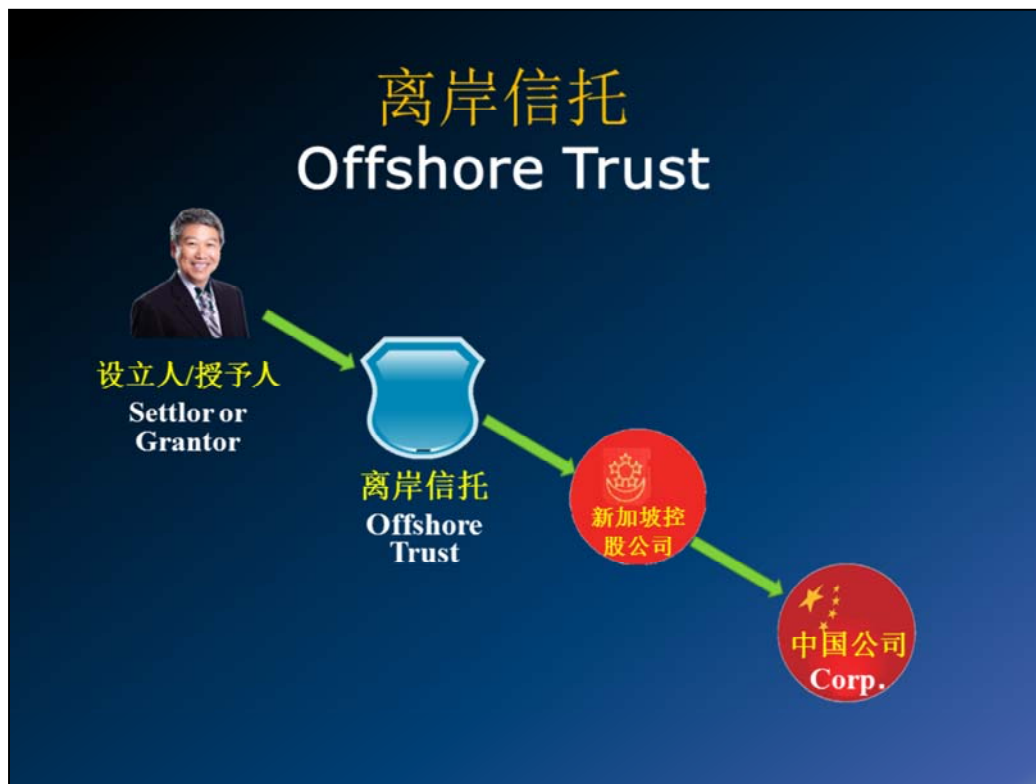 离岸信托
Offshore Trust
设立人/授予人
Settlor or
Grantor
离岸信托
Offshore
Trust
新加坡控
股公司
中国公司
Corp.